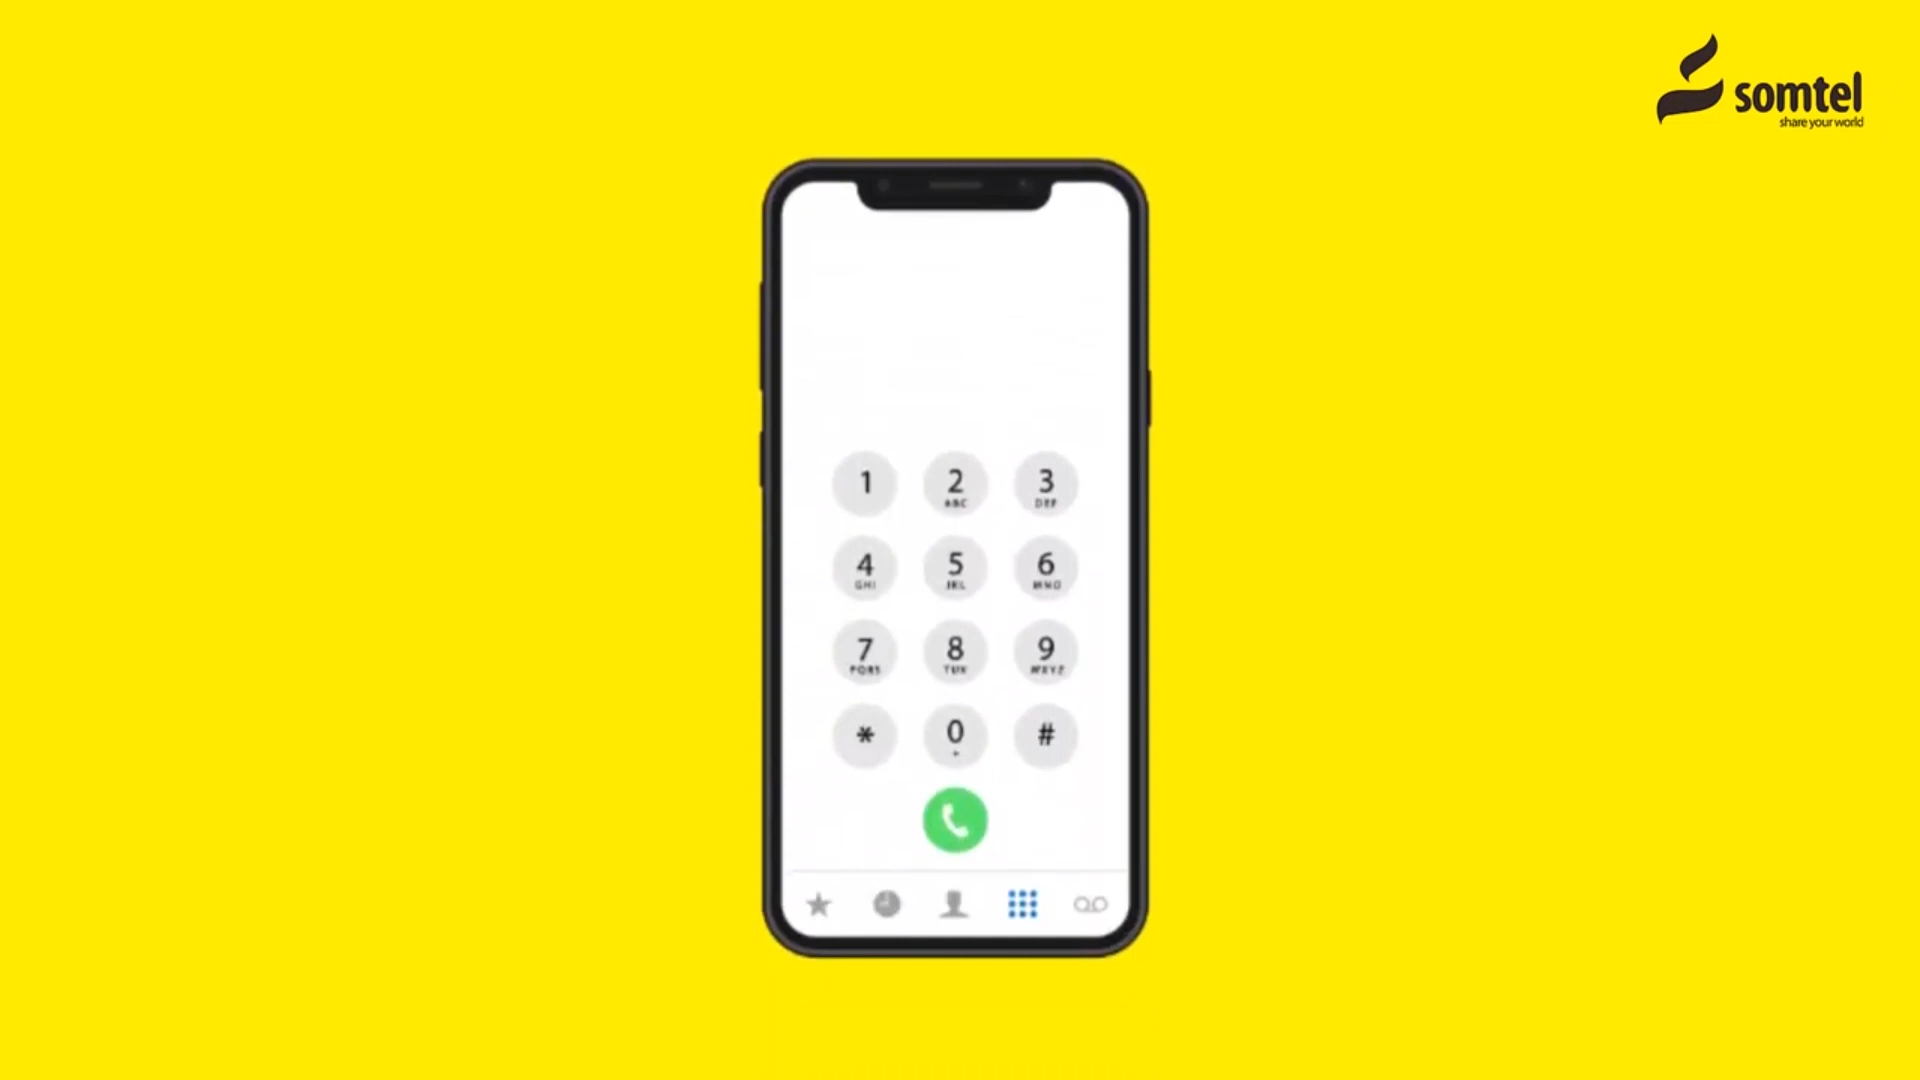 somtel
share your world
1 2 3
ABC DEF
4 5 6
GHI JKL MNO
7 8 9
PQRS TUV WXYZ
* 0 #
+